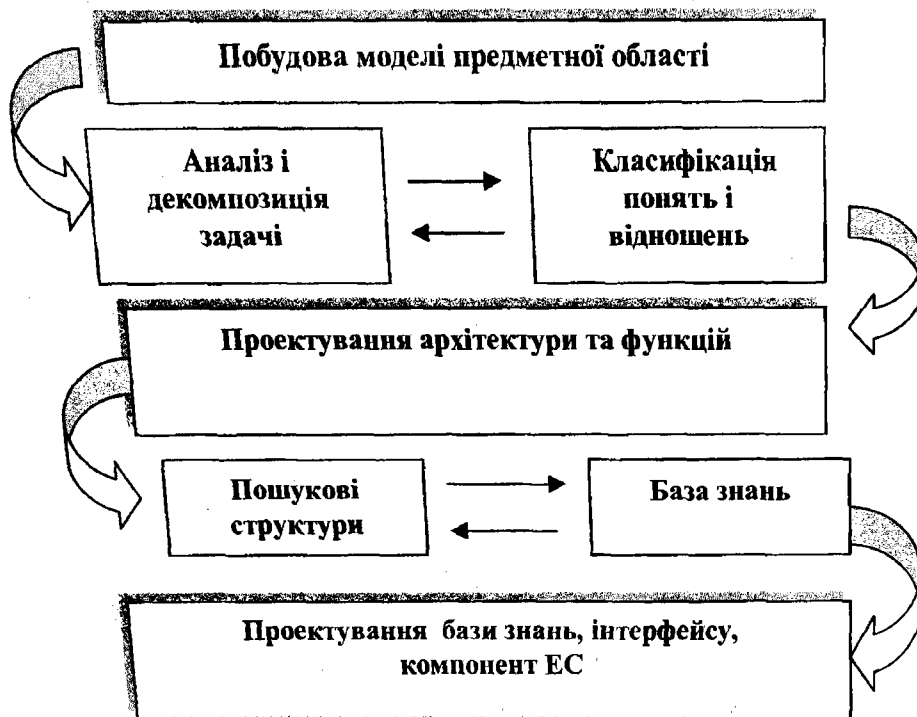 Побудова моделі предметної області
Аналіз і
декомпозиція
задачі
Класифікація
понять і
відношень
Проектування архітектури та функцій
Пошукові
структури
База знань
Проектування бази знань, інтерфейсу,
компонент ЕС